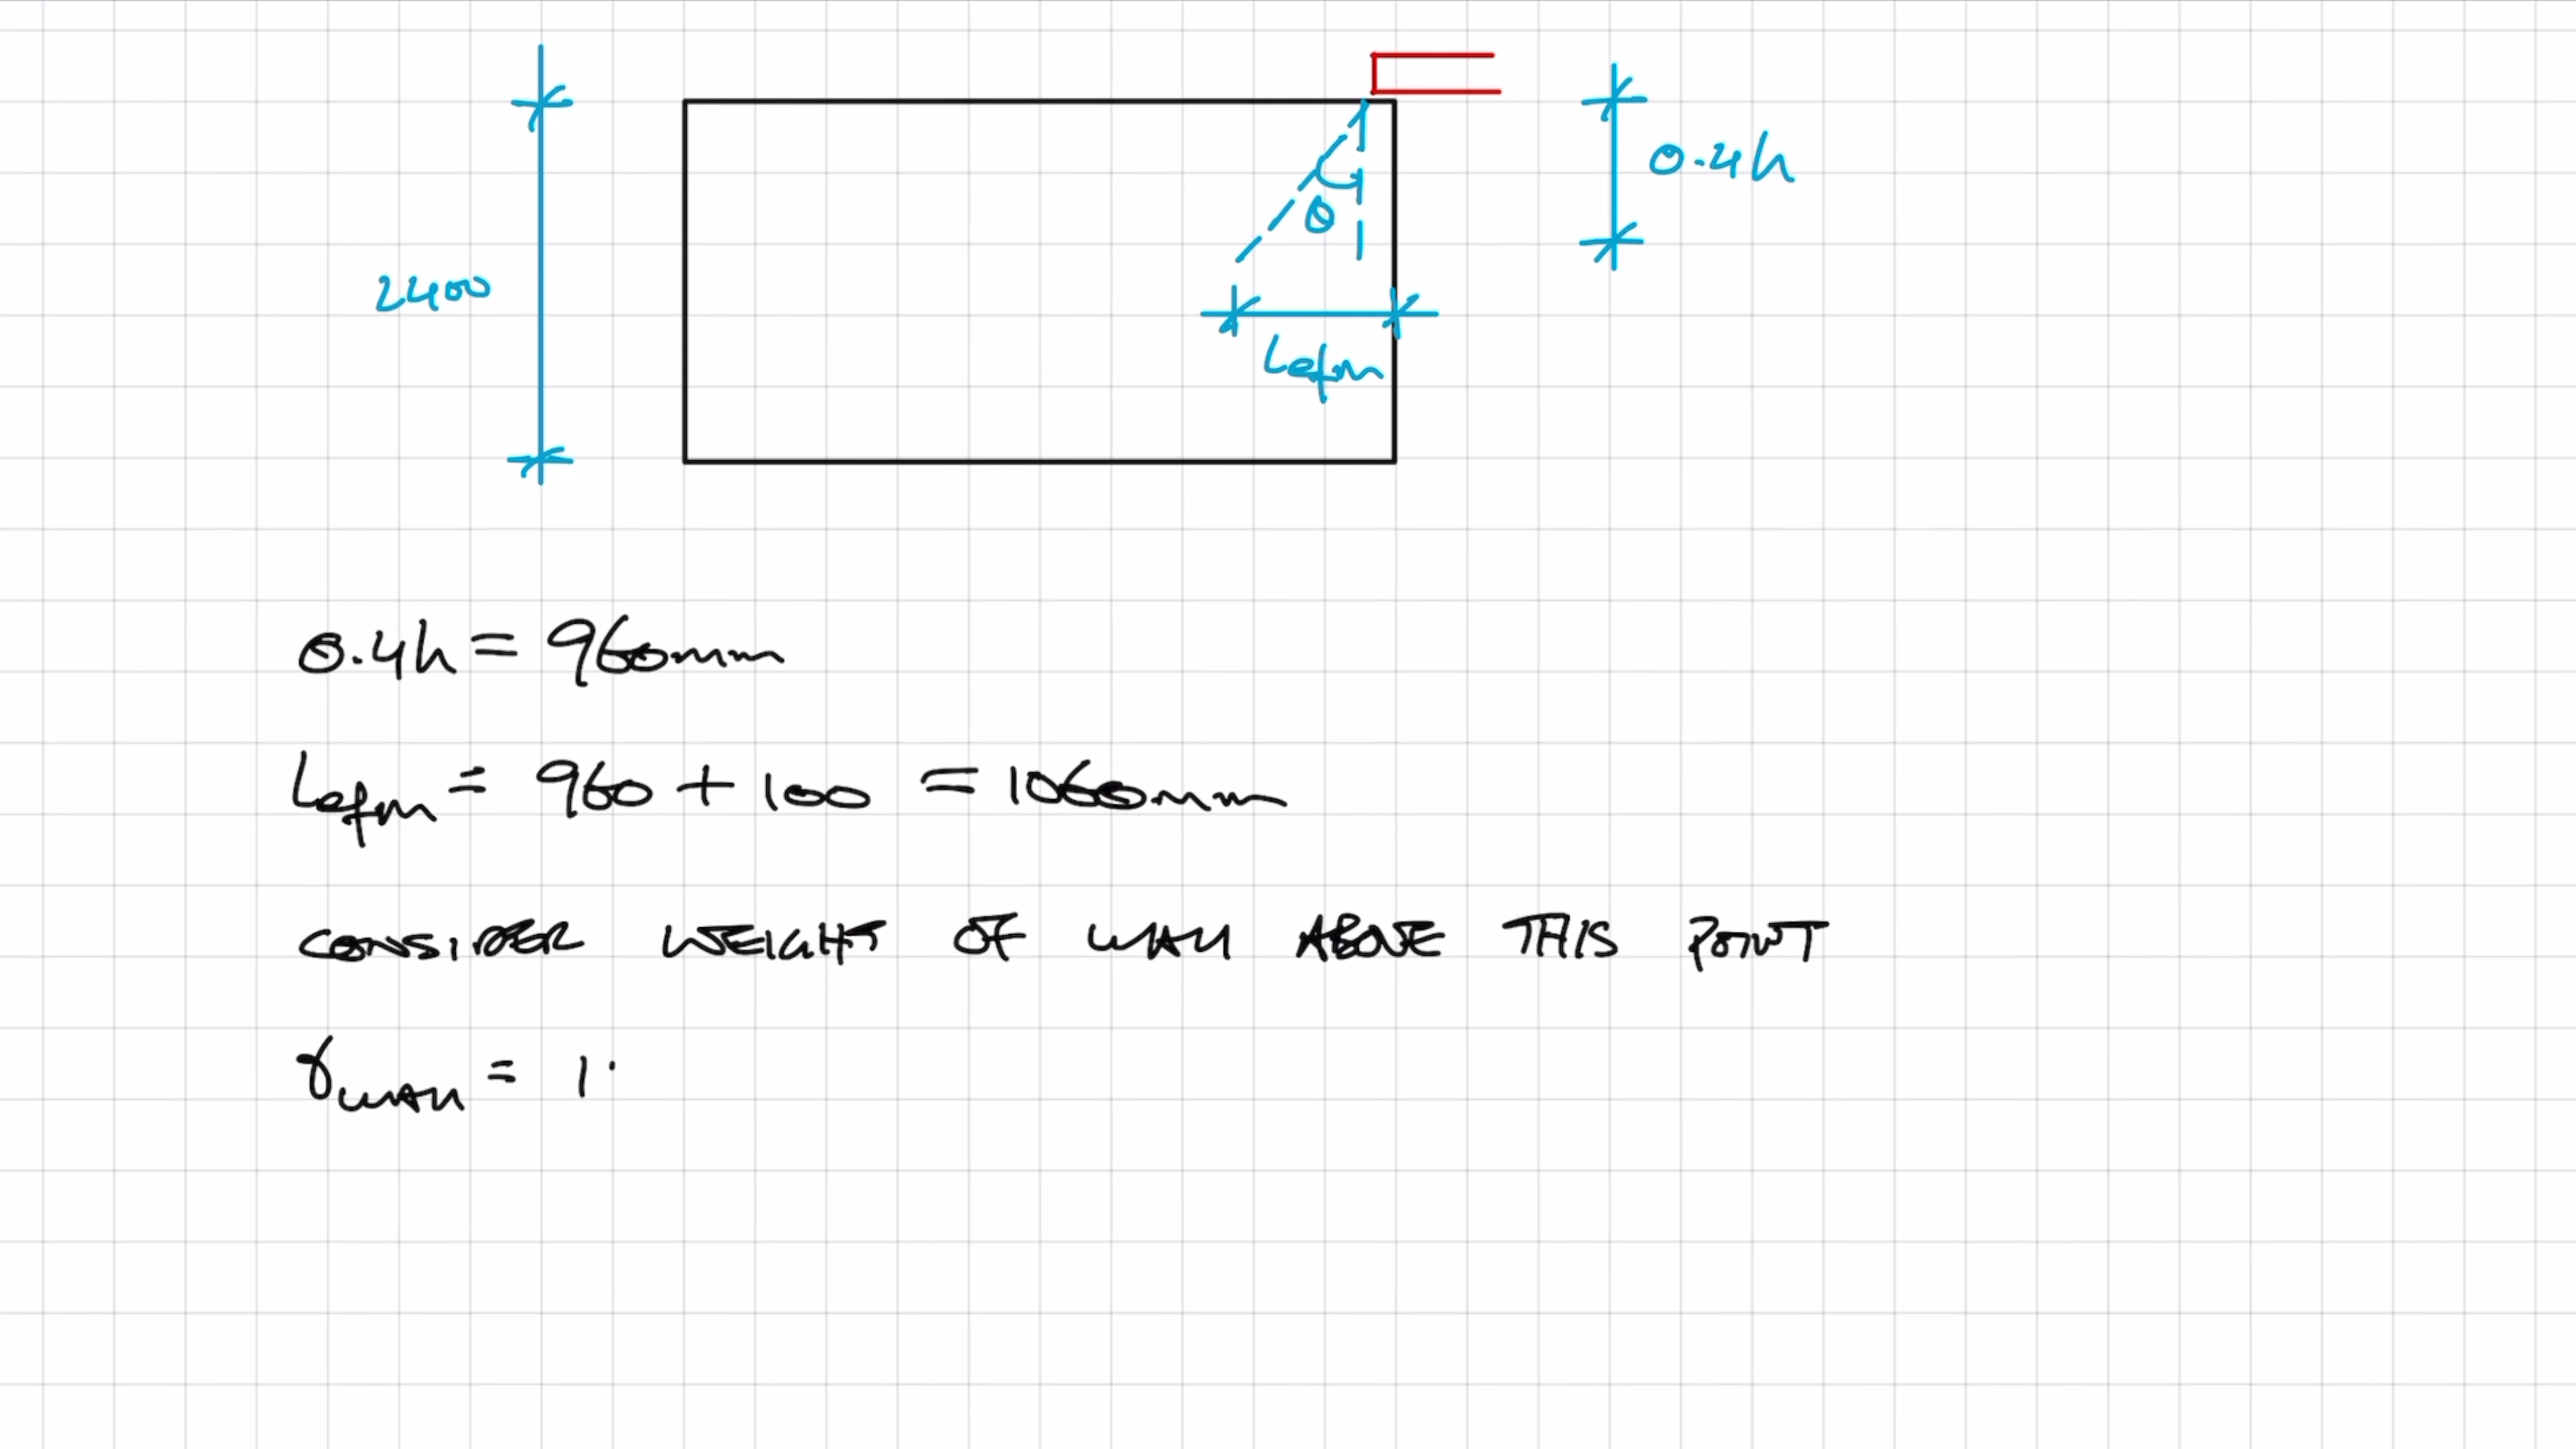 0.4h
2400
θ
Lefm
0.4h = 960mm
Lefm = 960 + 100 = 1060mm
CONSIDER WEIGHT OF WALL ABOVE THIS POINT
γWALL = 1.